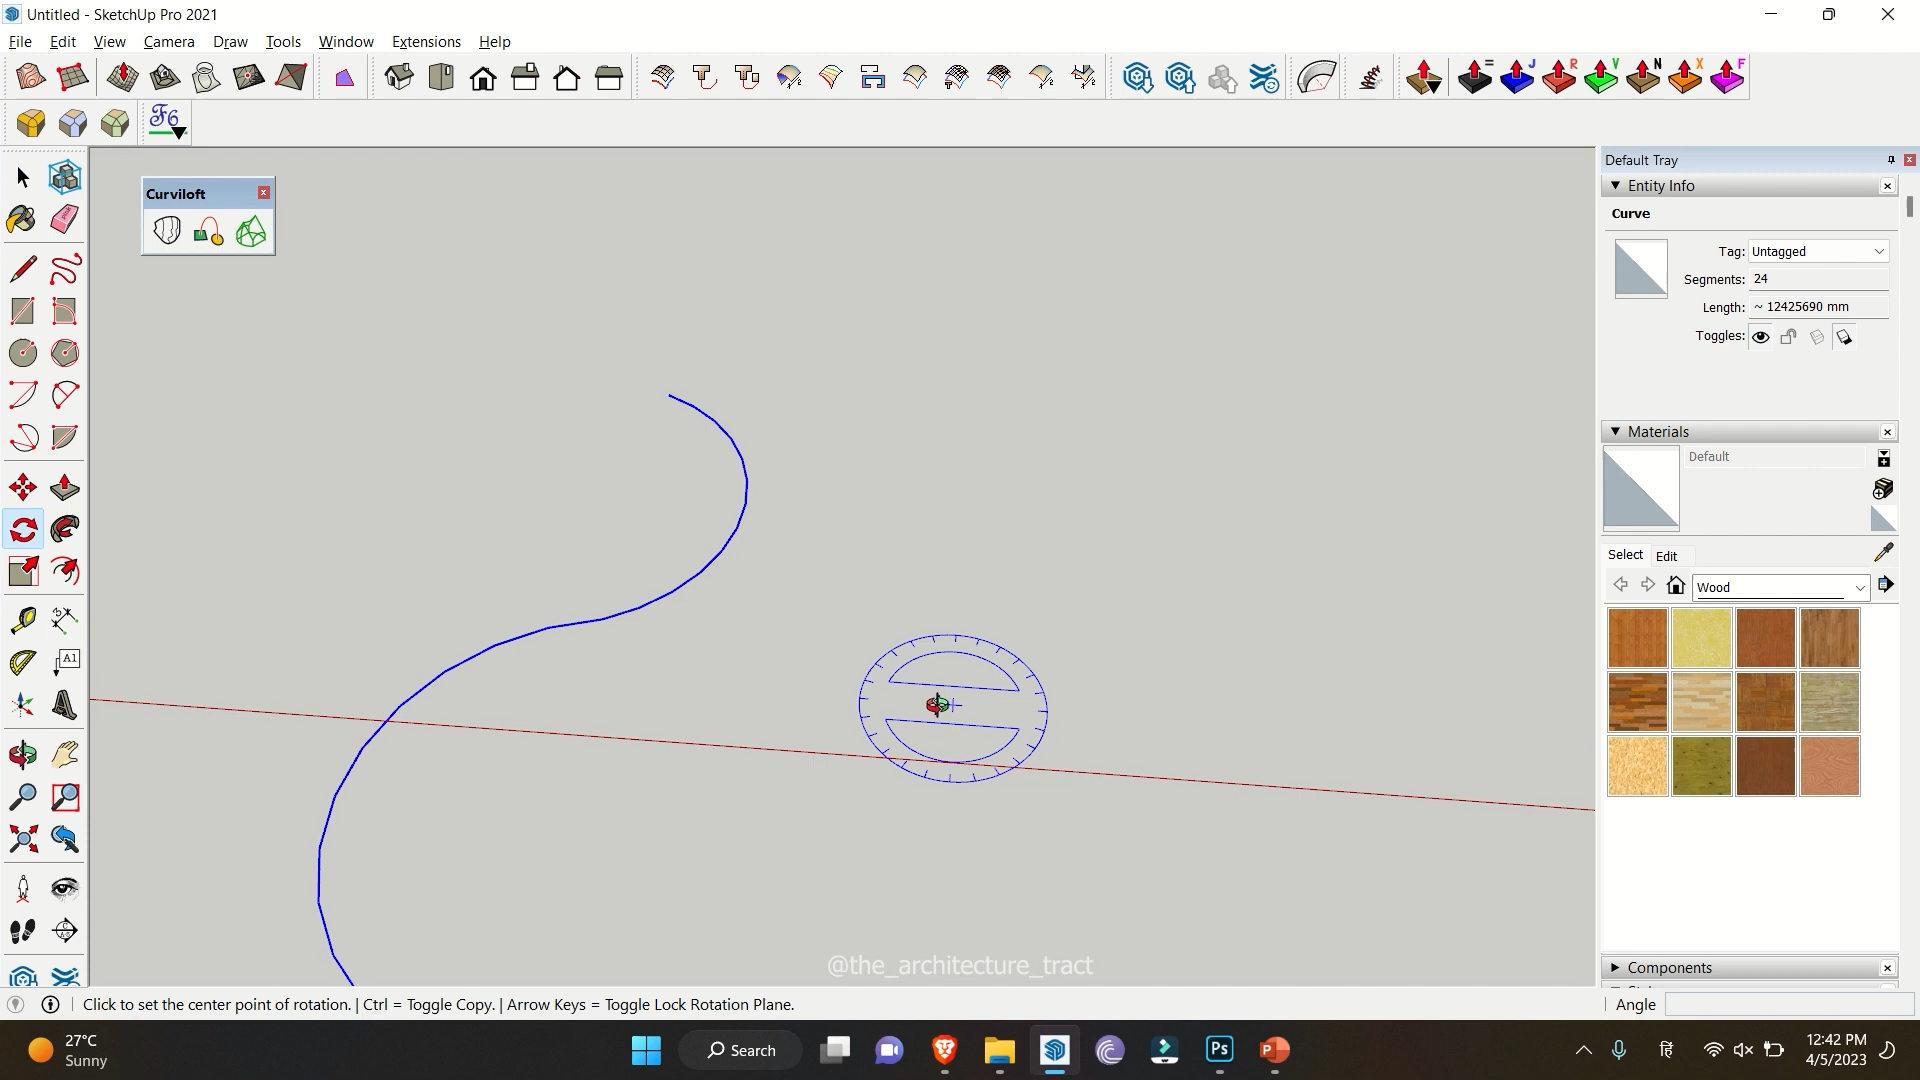 Untitled - SketchUp Pro 2021
File Edit View Camera Draw Tools Window Extensions Help
= J R V N X F
F6
Default Tray
Entity Info
Curve
Tag: Untagged
Segments: 24
Length: ~ 12425690 mm
Toggles:
Curviloft
Materials
Default
Select Edit
Wood
A1
@the_architecture_tract
Components
Click to set the center point of rotation. | Ctrl = Toggle Copy. | Arrow Keys = Toggle Lock Rotation Plane.
Angle
27°C
Sunny
Search
Ps
P
हिं
12:42 PM
4/5/2023